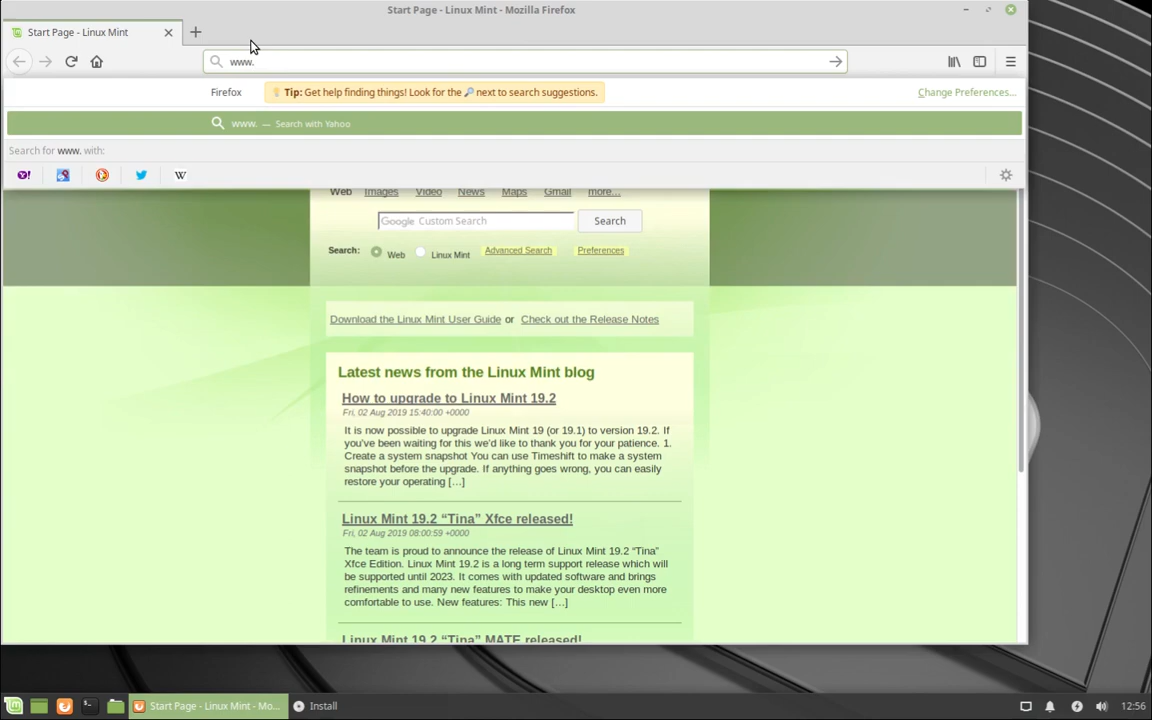 Start Page - Linux Mint - Mozilla Firefox
Start Page - Linux Mint
www.
Firefox
Tip: Get help finding things! Look for the 🔎 next to search suggestions.
Change Preferences...
www. — Search with Yahoo
Search for www. with:
Y!
W
Web Images Video News Maps Gmail more...
Google Custom Search
Search
Search: Web Linux Mint Advanced Search Preferences
Download the Linux Mint User Guide or Check out the Release Notes
Latest news from the Linux Mint blog
How to upgrade to Linux Mint 19.2
Fri, 02 Aug 2019 15:40:00 +0000
It is now possible to upgrade Linux Mint 19 (or 19.1) to version 19.2. If
you've been waiting for this we'd like to thank you for your patience. 1.
Create a system snapshot You can use Timeshift to make a system
snapshot before the upgrade. If anything goes wrong, you can easily
restore your operating […]
Linux Mint 19.2 “Tina” Xfce released!
Fri, 02 Aug 2019 08:00:59 +0000
The team is proud to announce the release of Linux Mint 19.2 “Tina”
Xfce Edition. Linux Mint 19.2 is a long term support release which will
be supported until 2023. It comes with updated software and brings
refinements and many new features to make your desktop even more
comfortable to use. New features: This new […]
Linux Mint 19.2 “Tina” MATE released!
Start Page - Linux Mint - Mo...
Install
12:56